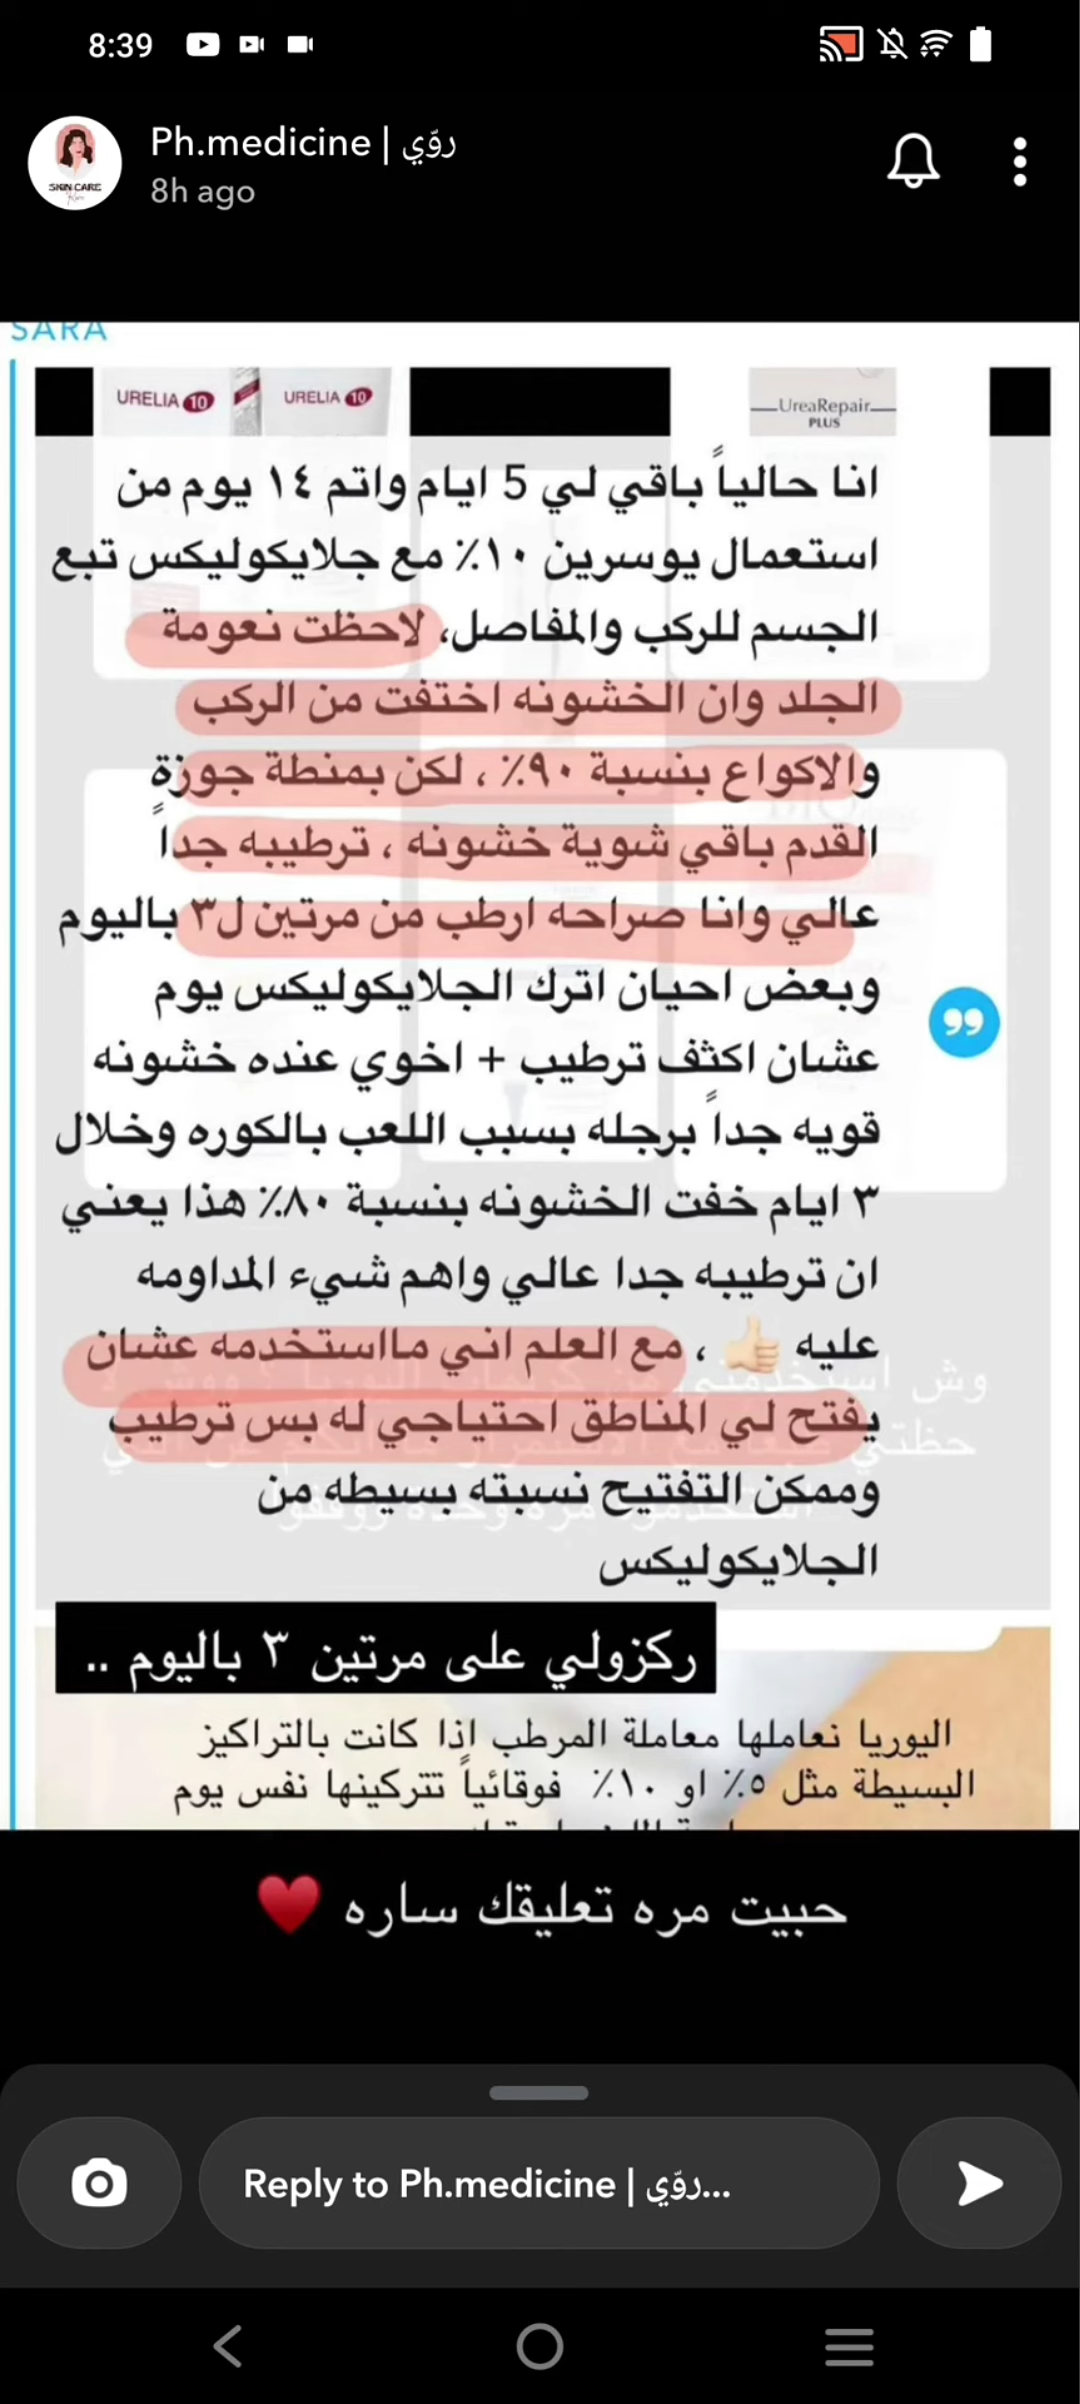 8:39
Ph.medicine | روّي
8h ago
SKIN CARE
SARA
URELIA 10
URELIA 10
UreaRepair
PLUS
انا حالياً باقي لي 5 ايام واتم ١٤ يوم من
استعمال يوسرين ١٠٪ مع جلايكوليكس تبع
الجسم للركب والمفاصل، لاحظت نعومة
الجلد وان الخشونه اختفت من الركب
والاكواع بنسبة ٩٠٪ ، لكن بمنطة جوزة
القدم باقي شوية خشونه ، ترطيبه جداً
عالي وانا صراحه ارطب من مرتين ل٣ باليوم
وبعض احيان اترك الجلايكوليكس يوم
عشان اكثف ترطيب + اخوي عنده خشونه
قويه جداً برجله بسبب اللعب بالكوره وخلال
٣ ايام خفت الخشونه بنسبة ٨٠٪ هذا يعني
ان ترطيبه جدا عالي واهم شيء المداومه
عليه 👍🏻 ، مع العلم اني مااستخدمه عشان
يفتح لي المناطق احتياجي له بس ترطيب
وممكن التفتيح نسبته بسيطه من
الجلايكوليكس
ركزولي على مرتين ٣ باليوم ..
اليوريا نعاملها معاملة المرطب إذا كانت بالتراكيز
البسيطة مثل ٥٪ او ١٠٪ فوقائياً تتركينها نفس يوم
حبيت مره تعليقك ساره ♥️
Reply to Ph.medicine | روّي...